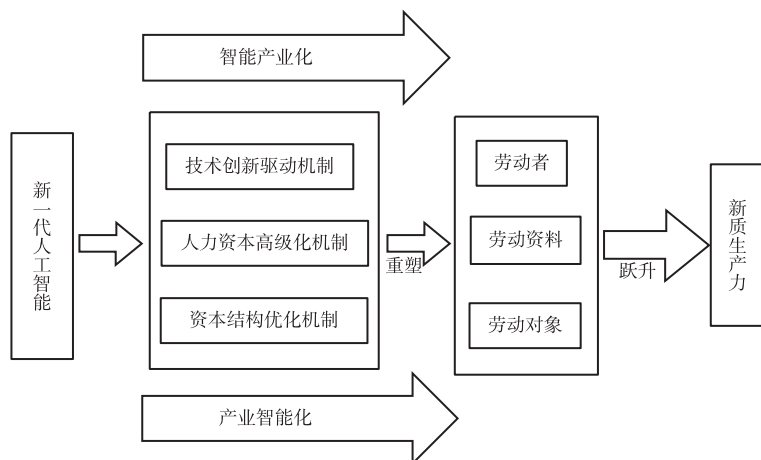 智能产业化
新一代人工智能
技术创新驱动机制
人力资本高级化机制
资本结构优化机制
重塑
劳动者
劳动资料
劳动对象
跃升
新质生产力
产业智能化